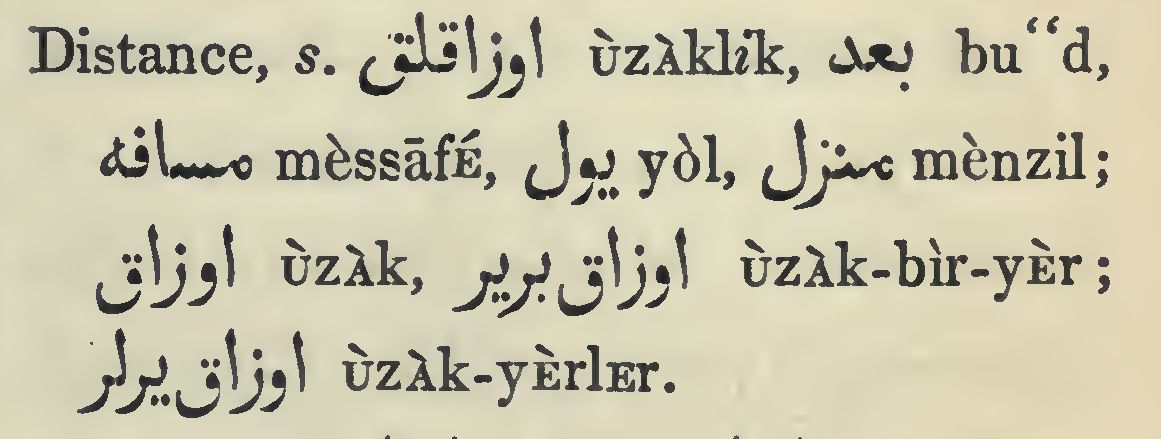 Distance, s. اوزاقلق ùzàklik, بعد bu“d,
مسافه mèssāfÉ, يول yòl, منزل mènzil;
اوزاق ùzàk, اوزاق برير ùzàk-bìr-yÈr;
اوزاق يرلر ùzàk-yÈrlEr.